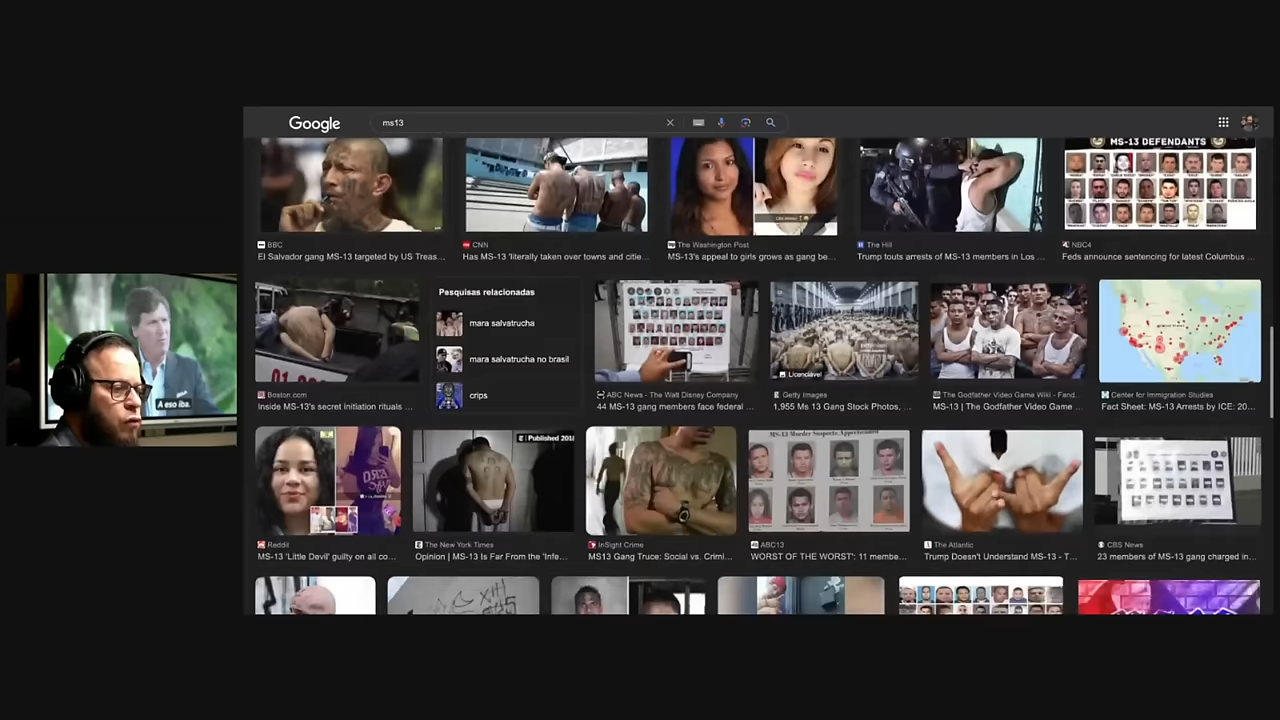 Google
ms13
MS-13 DEFENDANTS
BBC
El Salvador gang MS-13 targeted by US Treas...
CNN
Has MS-13 'literally taken over towns and citie...
The Washington Post
MS-13's appeal to girls grows as gang be...
The Hill
Trump touts arrests of MS-13 members in Los ...
NBC4
Feds announce sentencing for latest Columbus ...
Boston.com
Inside MS-13's secret initiation rituals ...
Pesquisas relacionadas
mara salvatrucha
mara salvatrucha no brasil
crips
ABC News - The Walt Disney Company
44 MS-13 gang members face federal ...
Licenciável
Getty Images
1,955 Ms 13 Gang Stock Photos, ...
The Godfather Video Game Wiki - Fand...
MS-13 | The Godfather Video Game ...
Center for Immigration Studies
Fact Sheet: MS-13 Arrests by ICE: 20...
A eso iba.
Reddit
MS-13 'Little Devil' guilty on all co...
Published 2018
The New York Times
Opinion | MS-13 Is Far From the 'Infe...
InSight Crime
MS13 Gang Truce: Social vs. Crimi...
MS-13 Murder Suspects Apprehended
ABC13
WORST OF THE WORST': 11 membe...
The Atlantic
Trump Doesn't Understand MS-13 - T...
CBS News
23 members of MS-13 gang charged in...